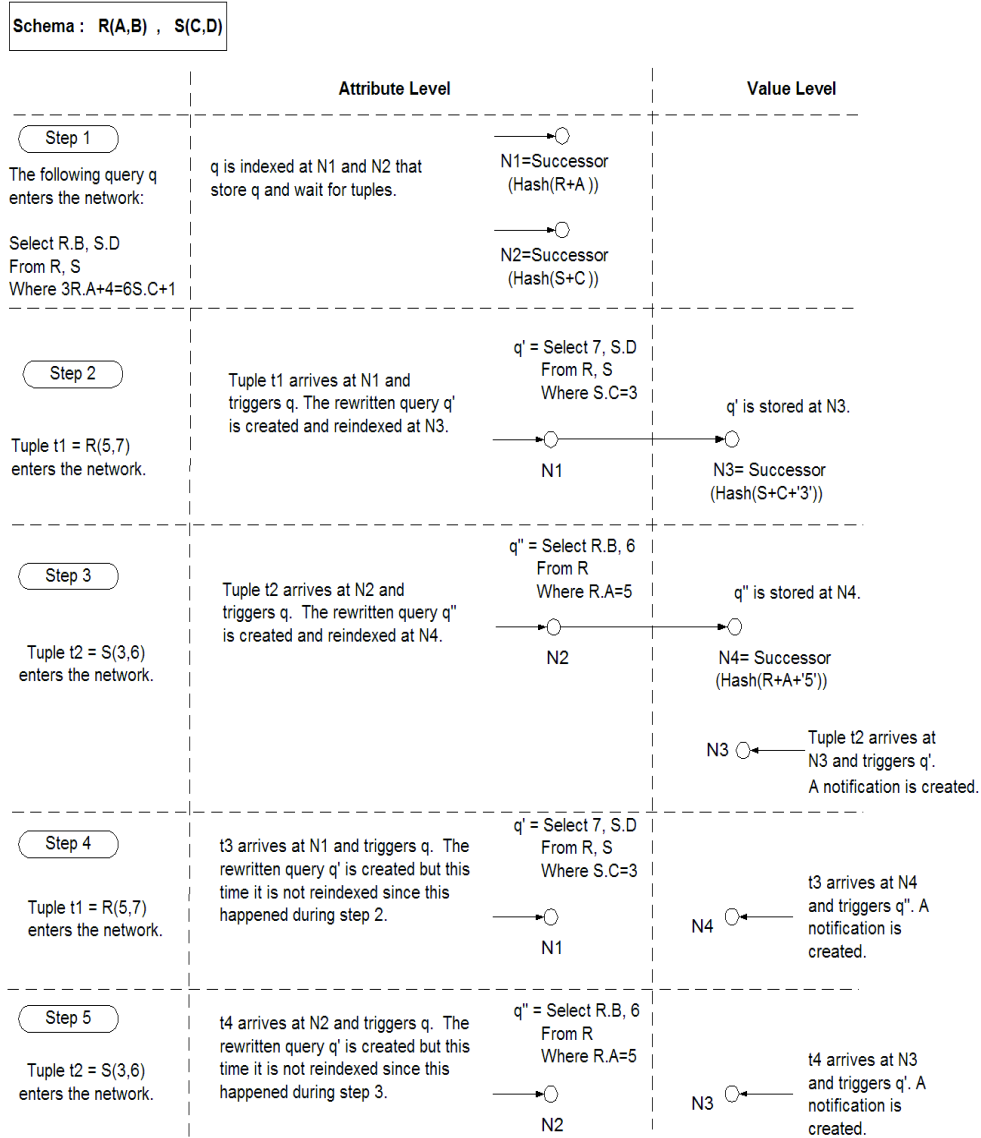 Schema :   R(A,B)  ,   S(C,D)
Attribute Level
Value Level
Step 1
The following query q
enters the network:
Select R.B, S.D
From R, S
Where 3R.A+4=6S.C+1
q is indexed at N1 and N2 that
store q and wait for tuples.
N1=Successor
(Hash(R+A ))
N2=Successor
(Hash(S+C ))
Step 2
Tuple t1 = R(5,7)
enters the network.
Tuple t1 arrives at N1 and
triggers q. The rewritten query q'
is created and reindexed at N3.
q' = Select 7, S.D
From R, S
Where S.C=3
N1
q' is stored at N3.
N3= Successor
(Hash(S+C+'3'))
Step 3
Tuple t2 = S(3,6)
enters the network.
Tuple t2 arrives at N2 and
triggers q.  The rewritten query q"
is created and reindexed at N4.
q" = Select R.B, 6
From R
Where R.A=5
N2
q" is stored at N4.
N4= Successor
(Hash(R+A+'5'))
N3
Tuple t2 arrives at
N3 and triggers q'.
A notification is created.
Step 4
Tuple t1 = R(5,7)
enters the network.
t3 arrives at N1 and triggers q.  The
rewritten query q' is created but this
time it is not reindexed since this
happened during step 2.
q' = Select 7, S.D
From R, S
Where S.C=3
N1
N4
t3 arrives at N4
and triggers q". A
notification is
created.
Step 5
Tuple t2 = S(3,6)
enters the network.
t4 arrives at N2 and triggers q.  The
rewritten query q' is created but this
time it is not reindexed since this
happened during step 3.
q" = Select R.B, 6
From R
Where R.A=5
N2
N3
t4 arrives at N3
and triggers q'. A
notification is
created.